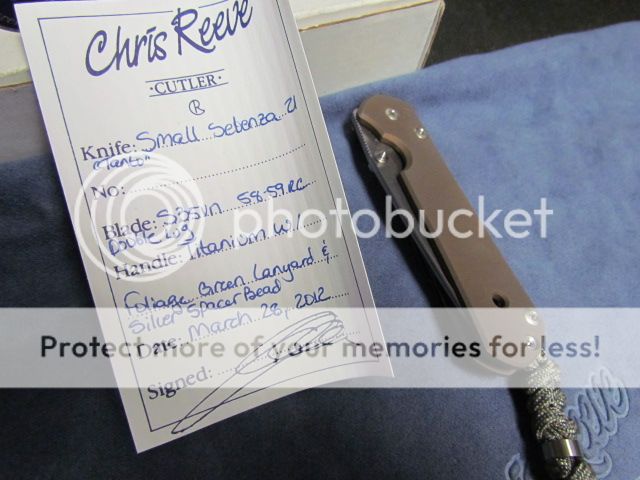 Chris Reeve
·CUTLER·
R
Knife: Small Sebenza 21
"Tanto"
No:
Blade: S35VN 58-59 RC
Double Lug
Handle: Titanium W/
Foliage Green Lanyard &
Silver Spacer Bead
Date: March 28, 2012
Signed:
photobucket
Protect more of your memories for less!